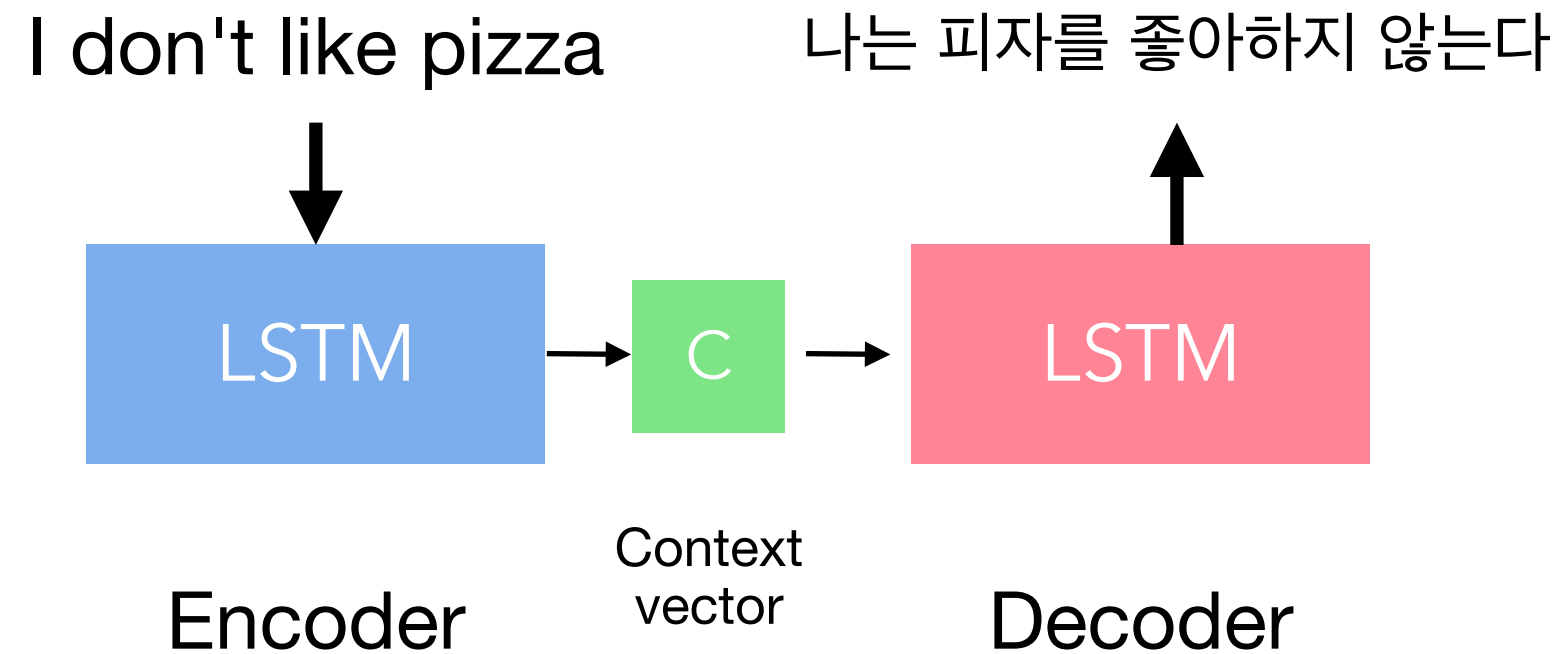 I don't like pizza
나는 피자를 좋아하지 않는다
LSTM
C
LSTM
Encoder
Context
vector
Decoder